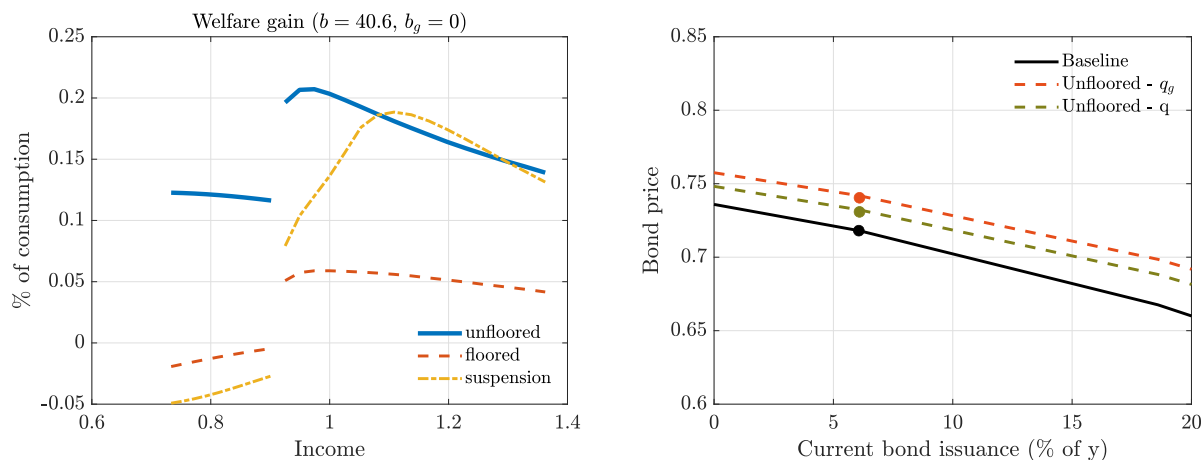 Welfare gain (b = 40.6, b_g = 0)
% of consumption
0.25
0.2
0.15
0.1
0.05
0
-0.05
unfloored
floored
suspension
0.6 0.8 1 1.2 1.4
Income
Bond price
0.85
0.8
0.75
0.7
0.65
0.6
Baseline
Unfloored - q_g
Unfloored - q
0 5 10 15 20
Current bond issuance (% of y)